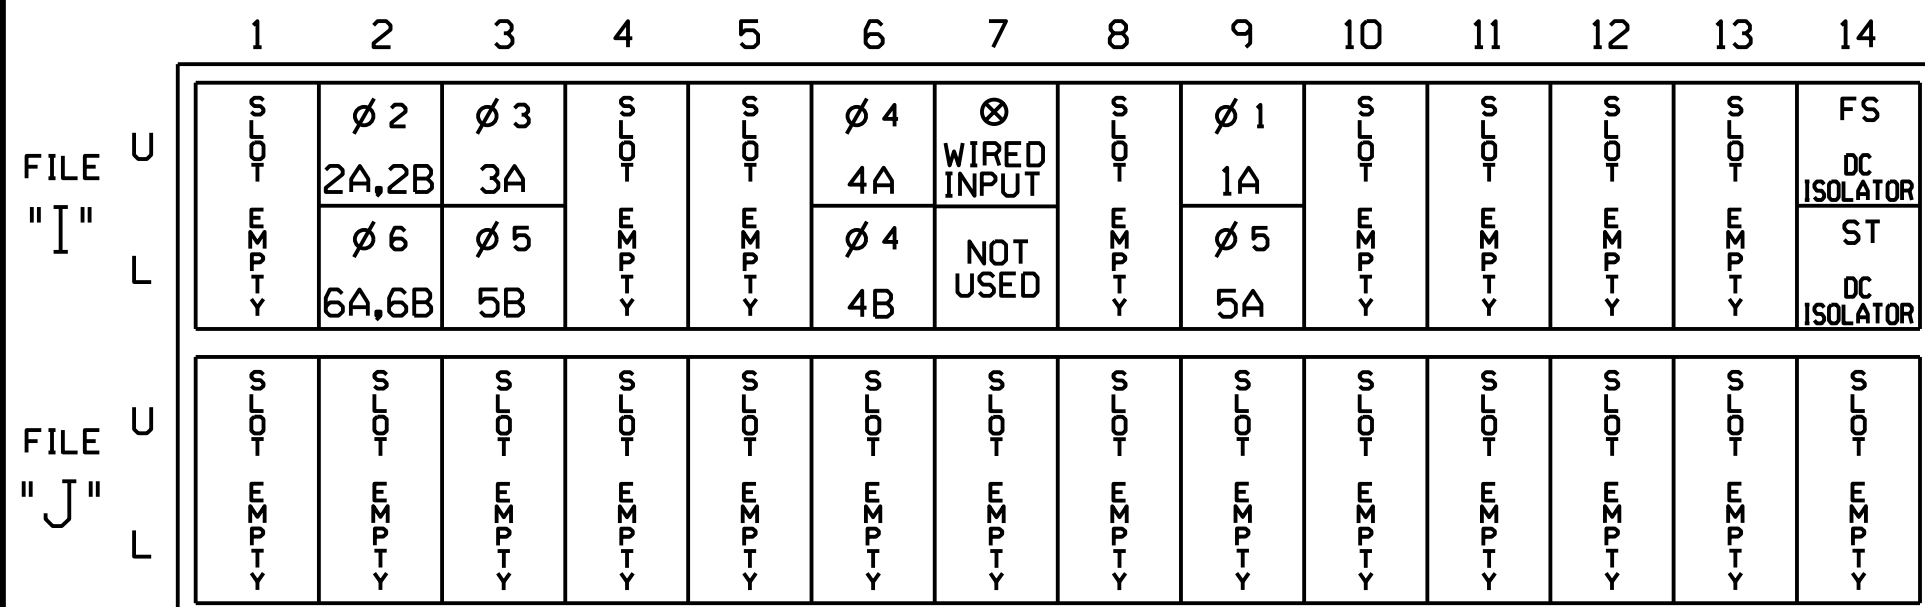 1 2 3 4 5 6 7 8 9 10 11 12 13 14
FILE "I"
U
L
SLOT EMPTY
Ø 2
2A,2B
Ø 6
6A,6B
Ø 3
3A
Ø 5
5B
SLOT EMPTY
SLOT EMPTY
Ø 4
4A
Ø 4
4B
⊗
WIRED
INPUT
NOT
USED
SLOT EMPTY
Ø 1
1A
Ø 5
5A
SLOT EMPTY
SLOT EMPTY
SLOT EMPTY
SLOT EMPTY
FS
DC
ISOLATOR
ST
DC
ISOLATOR
FILE "J"
U
L
SLOT EMPTY
SLOT EMPTY
SLOT EMPTY
SLOT EMPTY
SLOT EMPTY
SLOT EMPTY
SLOT EMPTY
SLOT EMPTY
SLOT EMPTY
SLOT EMPTY
SLOT EMPTY
SLOT EMPTY
SLOT EMPTY
SLOT EMPTY